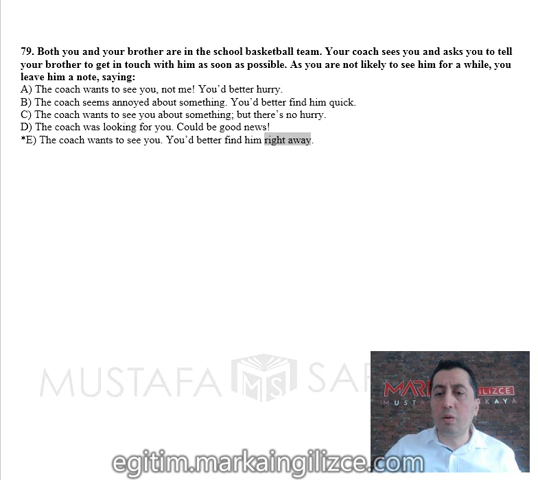 79. Both you and your brother are in the school basketball team. Your coach sees you and asks you to tell
your brother to get in touch with him as soon as possible. As you are not likely to see him for a while, you
leave him a note, saying:
A) The coach wants to see you, not me! You’d better hurry.
B) The coach seems annoyed about something. You’d better find him quick.
C) The coach wants to see you about something; but there’s no hurry.
D) The coach was looking for you. Could be good news!
*E) The coach wants to see you. You’d better find him right away.
MUSTAFA MS
egitim.markaingilizce.com